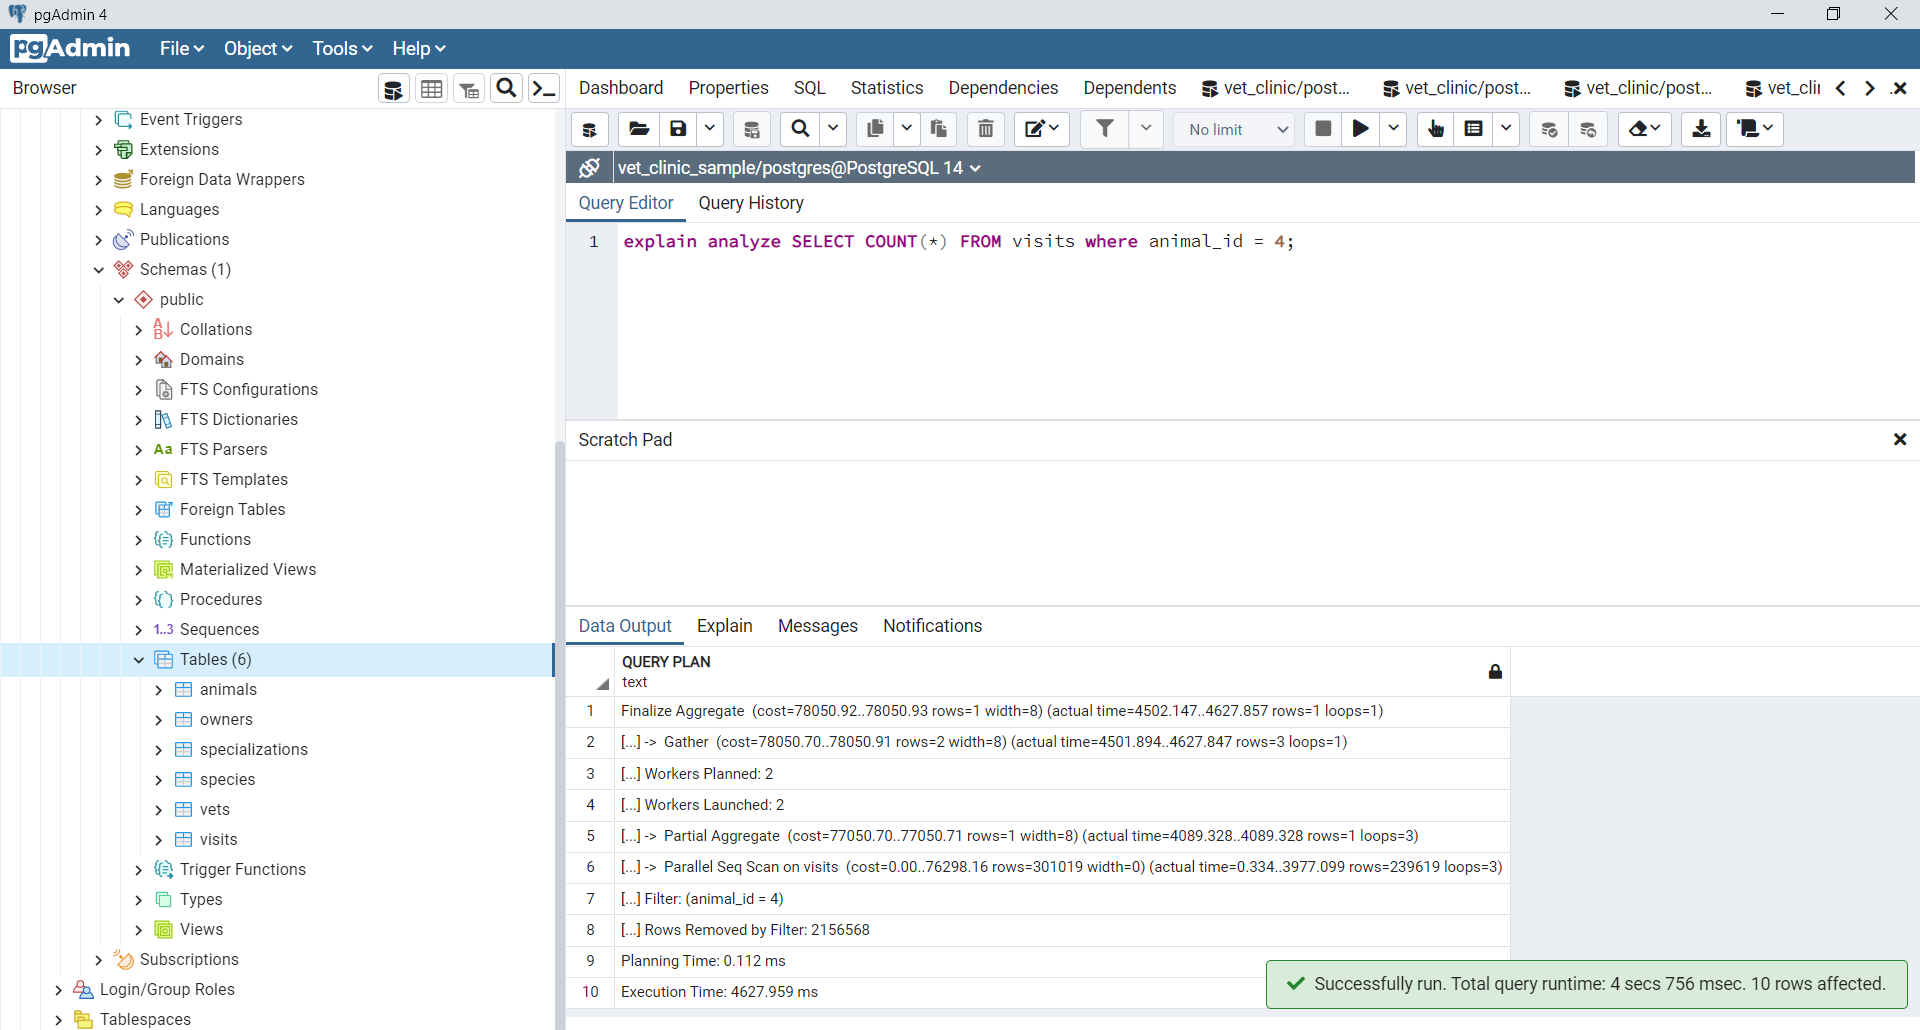 pgAdmin 4
pgAdmin File Object Tools Help
Browser
Dashboard Properties SQL Statistics Dependencies Dependents vet_clinic/post... vet_clinic/post... vet_clinic/post... vet_cli
No limit
vet_clinic_sample/postgres@PostgreSQL 14
Query Editor Query History
1 explain analyze SELECT COUNT(*) FROM visits where animal_id = 4;
Event Triggers
Extensions
Foreign Data Wrappers
Languages
Publications
Schemas (1)
public
Collations
Domains
FTS Configurations
FTS Dictionaries
Aa FTS Parsers
FTS Templates
Foreign Tables
Functions
Materialized Views
Procedures
1..3 Sequences
Tables (6)
animals
owners
specializations
species
vets
visits
Trigger Functions
Types
Views
Subscriptions
Login/Group Roles
Tablespaces
Scratch Pad
Data Output Explain Messages Notifications
QUERY PLAN
text
1 Finalize Aggregate (cost=78050.92..78050.93 rows=1 width=8) (actual time=4502.147..4627.857 rows=1 loops=1)
2 [...] -> Gather (cost=78050.70..78050.91 rows=2 width=8) (actual time=4501.894..4627.847 rows=3 loops=1)
3 [...] Workers Planned: 2
4 [...] Workers Launched: 2
5 [...] -> Partial Aggregate (cost=77050.70..77050.71 rows=1 width=8) (actual time=4089.328..4089.328 rows=1 loops=3)
6 [...] -> Parallel Seq Scan on visits (cost=0.00..76298.16 rows=301019 width=0) (actual time=0.334..3977.099 rows=239619 loops=3)
7 [...] Filter: (animal_id = 4)
8 [...] Rows Removed by Filter: 2156568
9 Planning Time: 0.112 ms
10 Execution Time: 4627.959 ms
Successfully run. Total query runtime: 4 secs 756 msec. 10 rows affected.